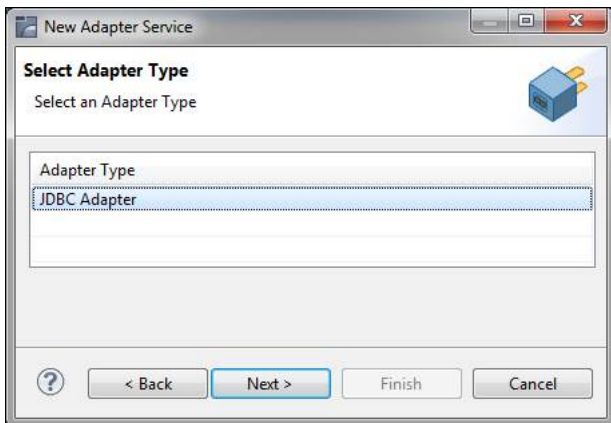 New Adapter Service
Select Adapter Type
Select an Adapter Type
Adapter Type
JDBC Adapter
? < Back Next > Finish Cancel